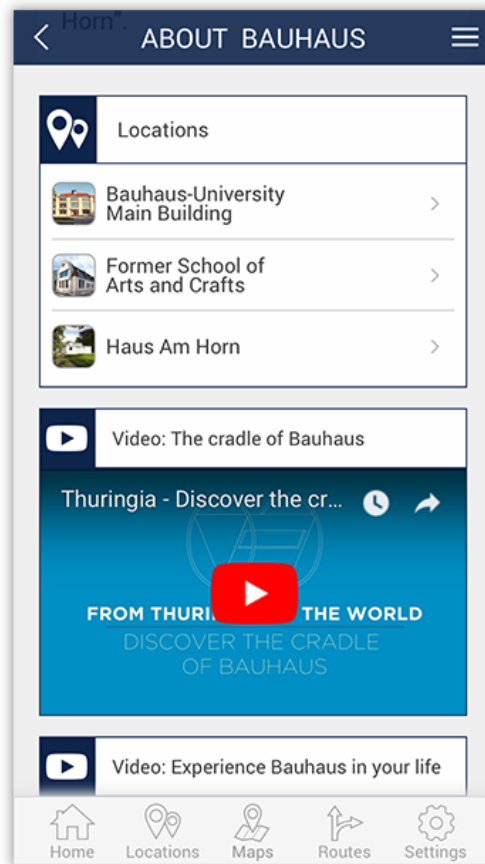 Horn".
ABOUT BAUHAUS
Locations
Bauhaus-University
Main Building
Former School of
Arts and Crafts
Haus Am Horn
Video: The cradle of Bauhaus
Thuringia - Discover the cr...
FROM THURI THE WORLD
DISCOVER THE CRADLE
OF BAUHAUS
Video: Experience Bauhaus in your life
Home Locations Maps Routes Settings